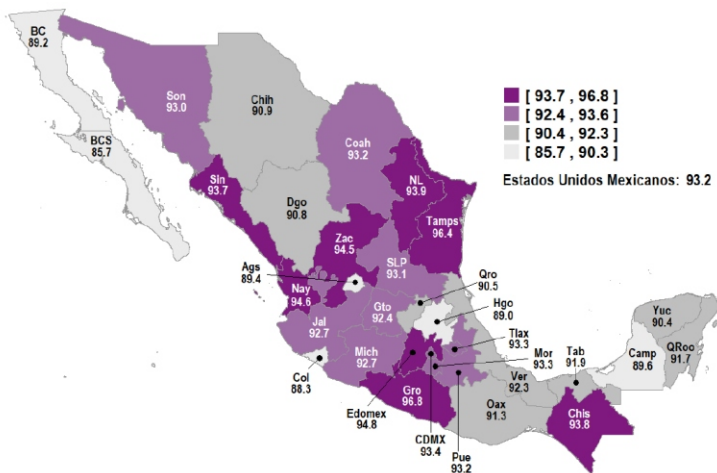 BC
89.2
Son
93.0
Chih
90.9
BCS
85.7
Coah
93.2
Sin
93.7
NL
93.9
Dgo
90.8
Tamps
96.4
Zac
94.5
SLP
93.1
Ags
89.4
Nay
94.6
Qro
90.5
Hgo
89.0
Gto
92.4
Jal
92.7
Tlax
93.3
Mich
92.7
Mor
93.3
Tab
91.9
Yuc
90.4
QRoo
91.7
Camp
89.6
Col
88.3
Ver
92.3
Gro
96.8
Oax
91.3
Chis
93.8
Edomex
94.8
CDMX
93.4
Pue
93.2
[ 93.7 , 96.8 ]
[ 92.4 , 93.6 ]
[ 90.4 , 92.3 ]
[ 85.7 , 90.3 ]
Estados Unidos Mexicanos: 93.2